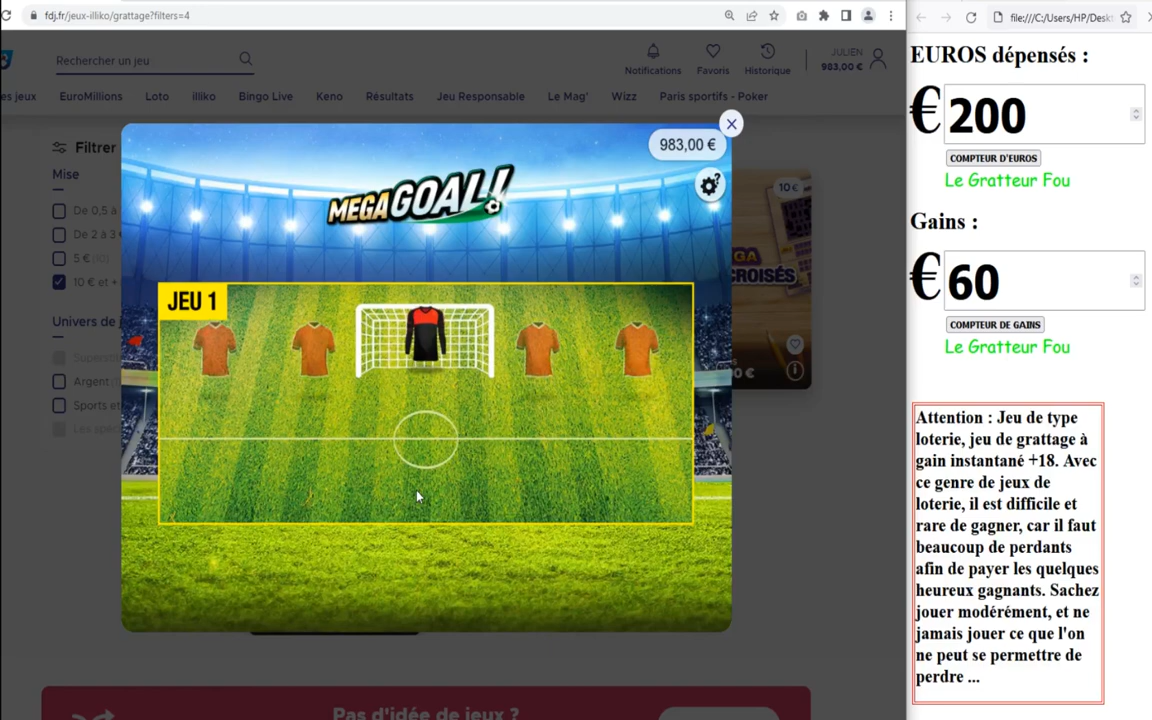 fdj.fr/jeux-illiko/grattage?filters=4
file:///C:/Users/HP/Desk
Rechercher un jeu
Notifications
Favoris
Historique
JULIEN
983,00 €
es jeux
EuroMillions
Loto
illiko
Bingo Live
Keno
Résultats
Jeu Responsable
Le Mag'
Wizz
Paris sportifs - Poker
Filtrer
Mise
De 0,5 à
De 2 à 3
5 €
10 € et +
Univers de j
Argent
Sports et
Les spéc
983,00 €
MEGA GOAL!
JEU 1
10 €
GA
CROISÉS
0 €
Pas d'idée de jeux ?
EUROS dépensés :
€ 200
COMPTEUR D'EUROS
Le Gratteur Fou
Gains :
€ 60
COMPTEUR DE GAINS
Le Gratteur Fou
Attention : Jeu de type
loterie, jeu de grattage à
gain instantané +18. Avec
ce genre de jeux de
loterie, il est difficile et
rare de gagner, car il faut
beaucoup de perdants
afin de payer les quelques
heureux gagnants. Sachez
jouer modérément, et ne
jamais jouer ce que l'on
ne peut se permettre de
perdre ...